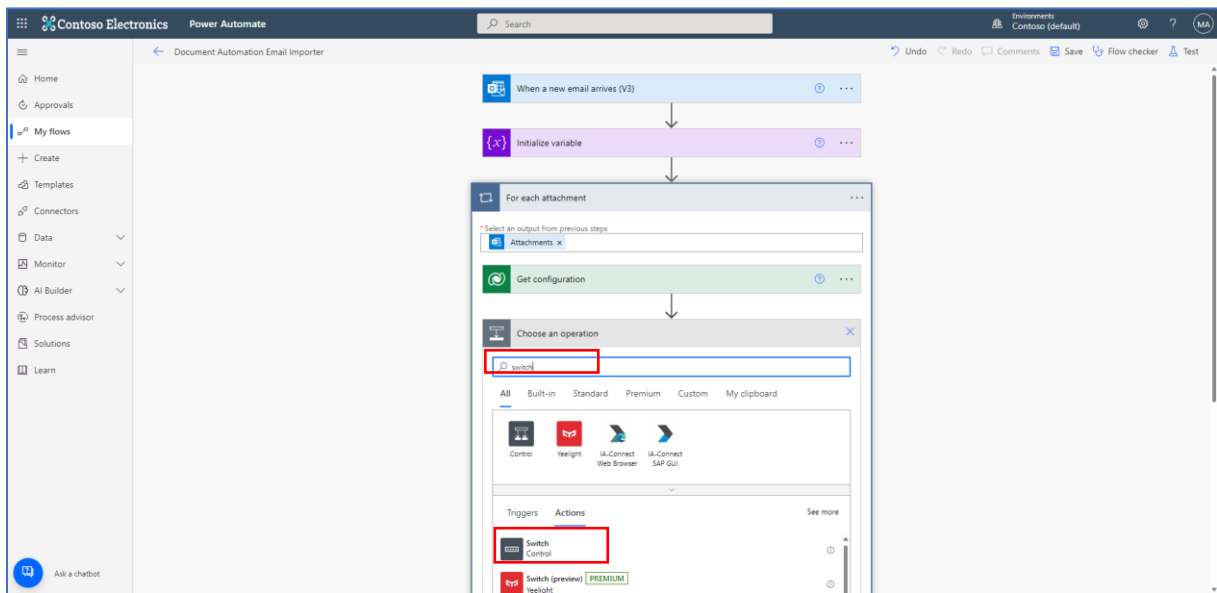 Contoso Electronics Power Automate
Search
Environments
Contoso (default)
MA
Document Automation Email Importer
Undo Redo Comments Save Flow checker Test
Home
Approvals
My flows
Create
Templates
Connectors
Data
Monitor
AI Builder
Process advisor
Solutions
Learn
Ask a chatbot
When a new email arrives (V3)
{x} Initialize variable
For each attachment
*Select an output from previous steps
Attachments x
Get configuration
Choose an operation
switch
All Built-in Standard Premium Custom My clipboard
Control Yeelight IA-Connect IA-Connect
Web Browser SAP GUI
Triggers Actions See more
Switch
Control
Switch (preview) PREMIUM
Yeelight